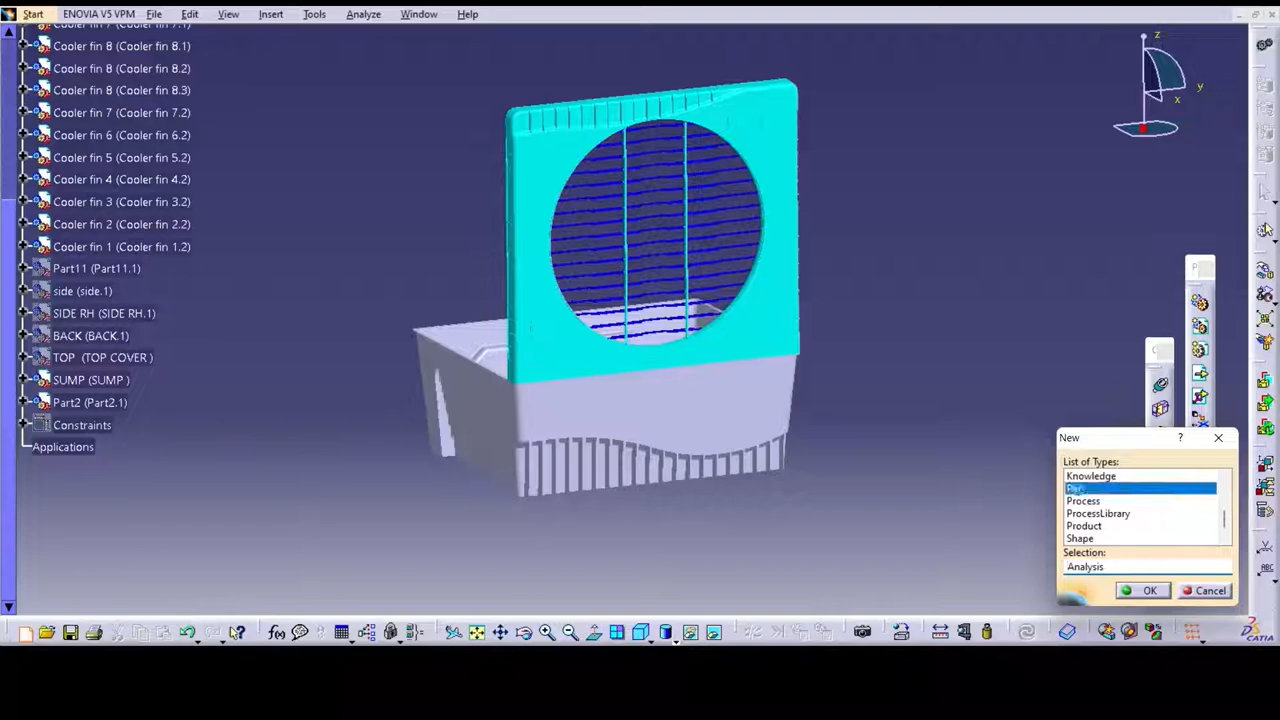 Start ENOVIA V5 VPM File Edit View Insert Tools Analyze Window Help
Cooler fin 8 (Cooler fin 8.1)
Cooler fin 8 (Cooler fin 8.2)
Cooler fin 8 (Cooler fin 8.3)
Cooler fin 7 (Cooler fin 7.2)
Cooler fin 6 (Cooler fin 6.2)
Cooler fin 5 (Cooler fin 5.2)
Cooler fin 4 (Cooler fin 4.2)
Cooler fin 3 (Cooler fin 3.2)
Cooler fin 2 (Cooler fin 2.2)
Cooler fin 1 (Cooler fin 1.2)
Part11 (Part11.1)
side (side.1)
SIDE RH (SIDE RH.1)
BACK (BACK.1)
TOP (TOP COVER )
SUMP (SUMP )
Part2 (Part2.1)
Constraints
Applications
z
y
x
P
C
New ?
List of Types:
Knowledge
Process
ProcessLibrary
Product
Shape
Selection:
Analysis
OK Cancel
f(x)
ABC
CATIA